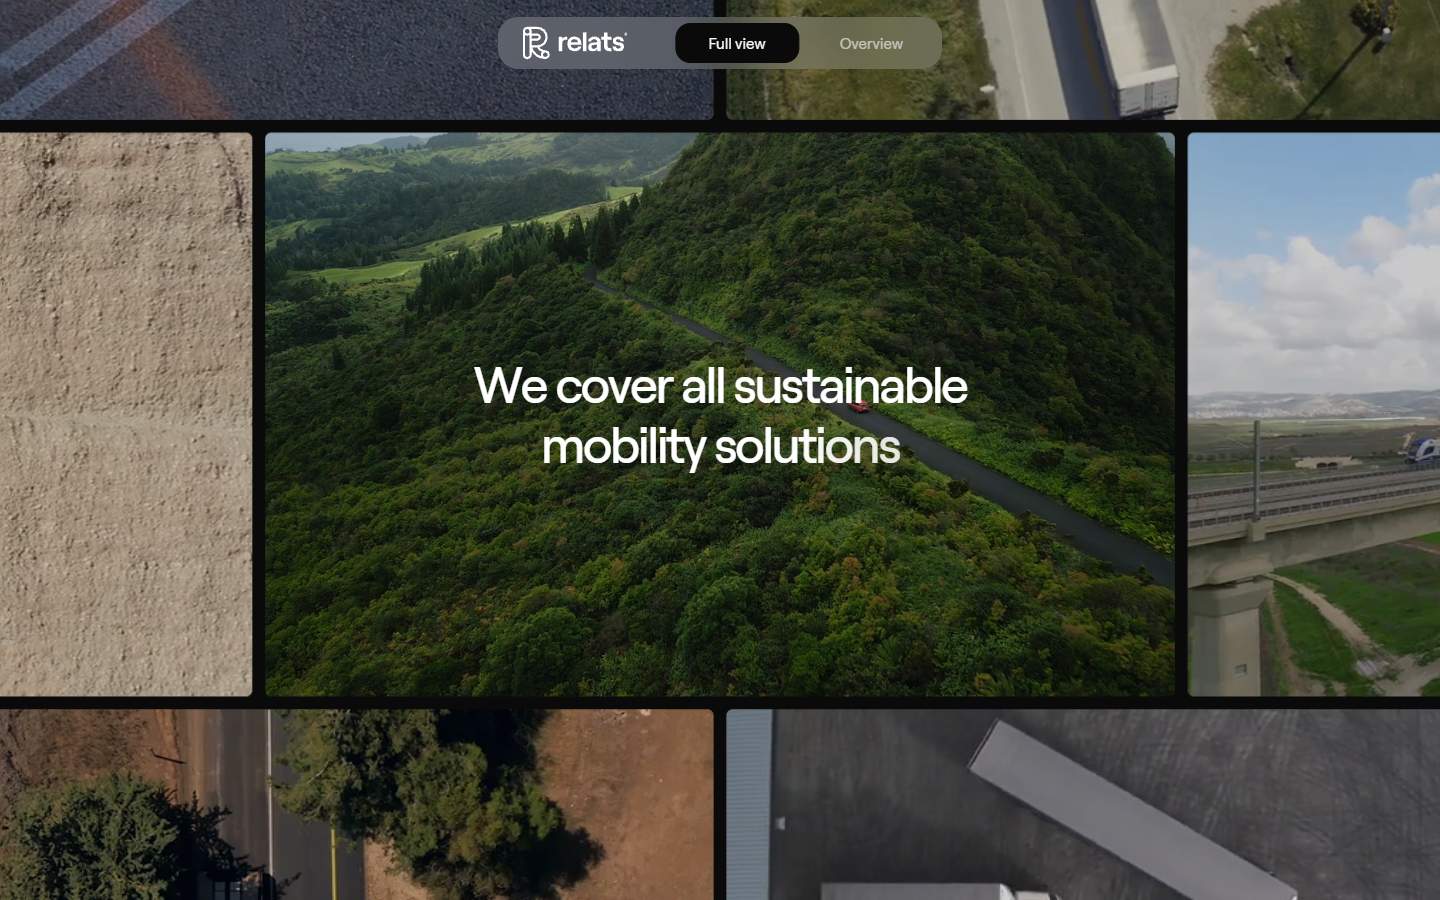 relats
Full view
Overview
We cover all sustainable
mobility solutions